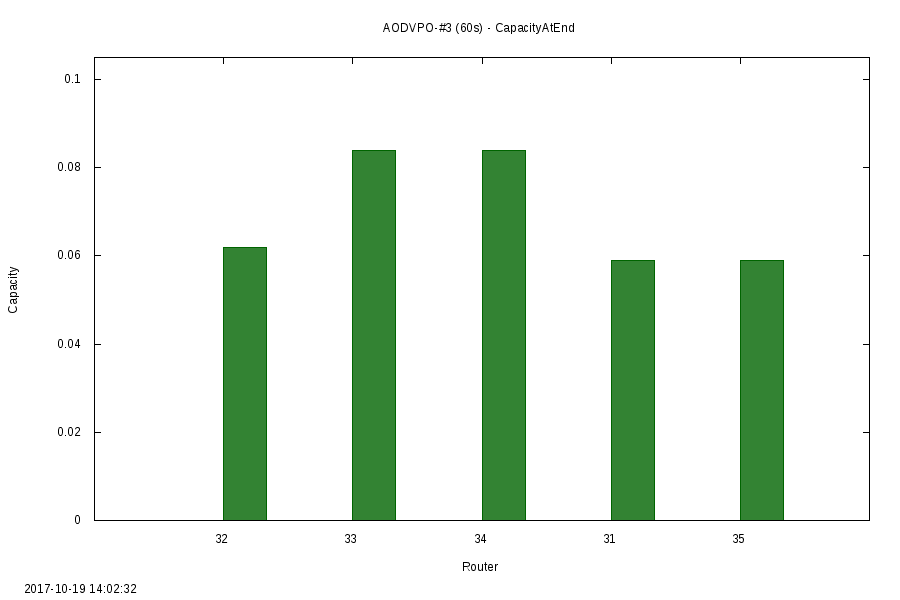 AODVPO-#3 (60s) - CapacityAtEnd
0.1
0.08
0.06
0.04
0.02
0
Capacity
32 33 34 31 35
Router
2017-10-19 14:02:32